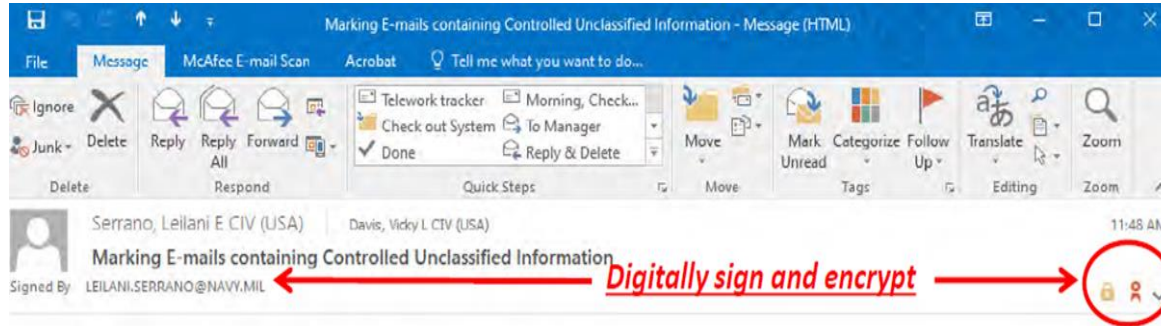 Marking E-mails containing Controlled Unclassified Information - Message (HTML)
File Message McAfee E-mail Scan Acrobat Tell me what you want to do...
Ignore
Junk
Delete
Reply
Reply All
Forward
Telework tracker
Check out System
Done
Morning, Check...
To Manager
Reply & Delete
Move
Mark Unread
Categorize
Follow Up
Translate
Zoom
Delete Respond Quick Steps Move Tags Editing Zoom
Serrano, Leilani E CIV (USA) Davis, Vicky L CTV (USA) 11:48 AM
Marking E-mails containing Controlled Unclassified Information
Signed By LEILANI.SERRANO@NAVY.MIL
Digitally sign and encrypt